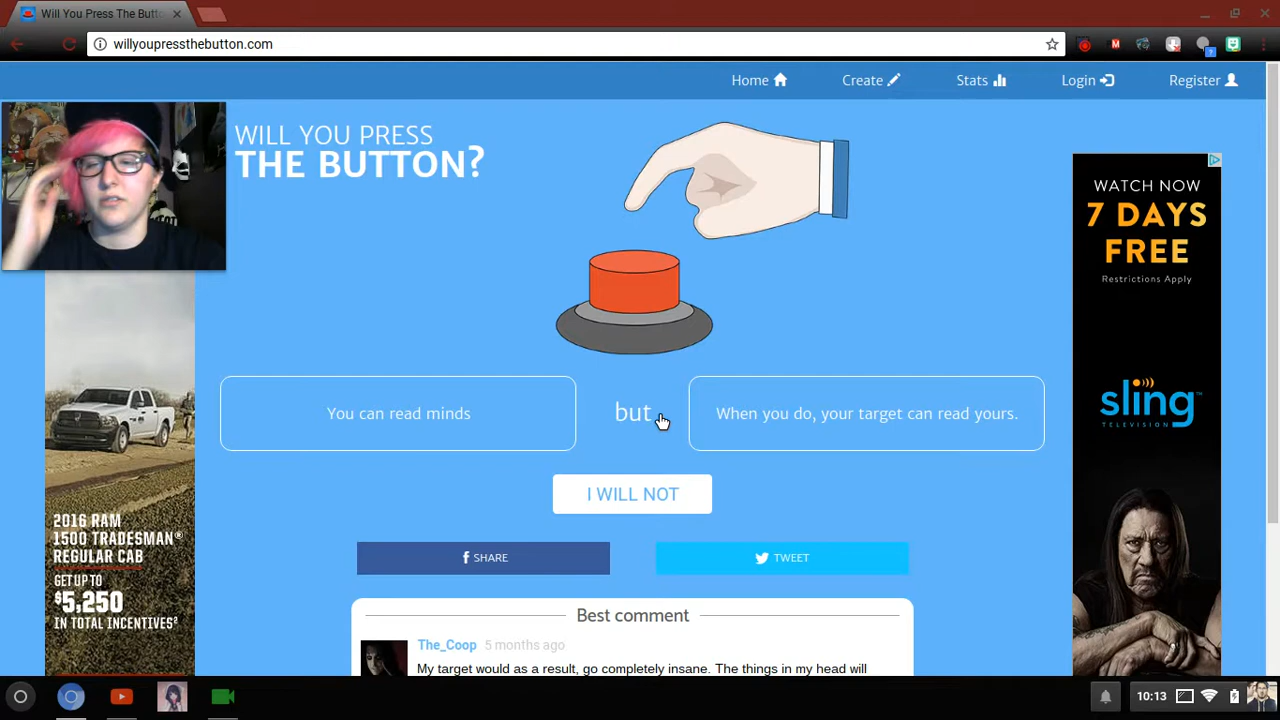 Will You Press The Butt
willyoupressthebutton.com
Home
Create
Stats
Login
Register
WILL YOU PRESS
THE BUTTON?
You can read minds
but
When you do, your target can read yours.
I WILL NOT
f SHARE
TWEET
Best comment
The_Coop 5 months ago
My target would as a result, go completely insane. The things in my head will
2016 RAM
1500 TRADESMAN®
REGULAR CAB
GET UP TO
$5,250
IN TOTAL INCENTIVES²
WATCH NOW
7 DAYS
FREE
Restrictions Apply
sling
TELEVISION
10:13